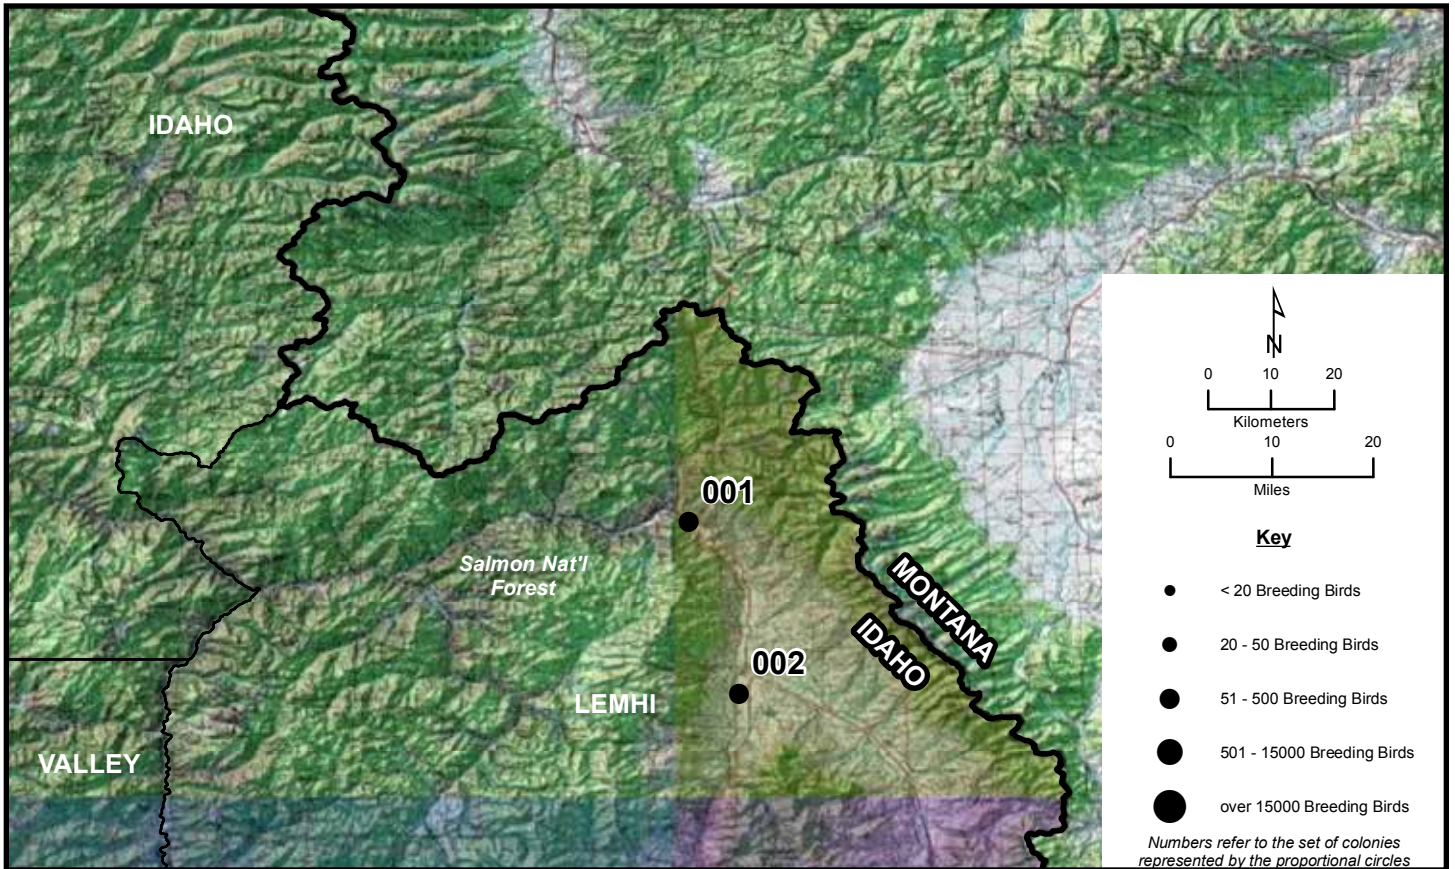 IDAHO
001
Salmon Nat'l
Forest
MONTANA
IDAHO
002
LEMHI
VALLEY
N
0 10 20
Kilometers
0 10 20
Miles
Key
< 20 Breeding Birds
20 - 50 Breeding Birds
51 - 500 Breeding Birds
501 - 15000 Breeding Birds
over 15000 Breeding Birds
Numbers refer to the set of colonies
represented by the proportional circles